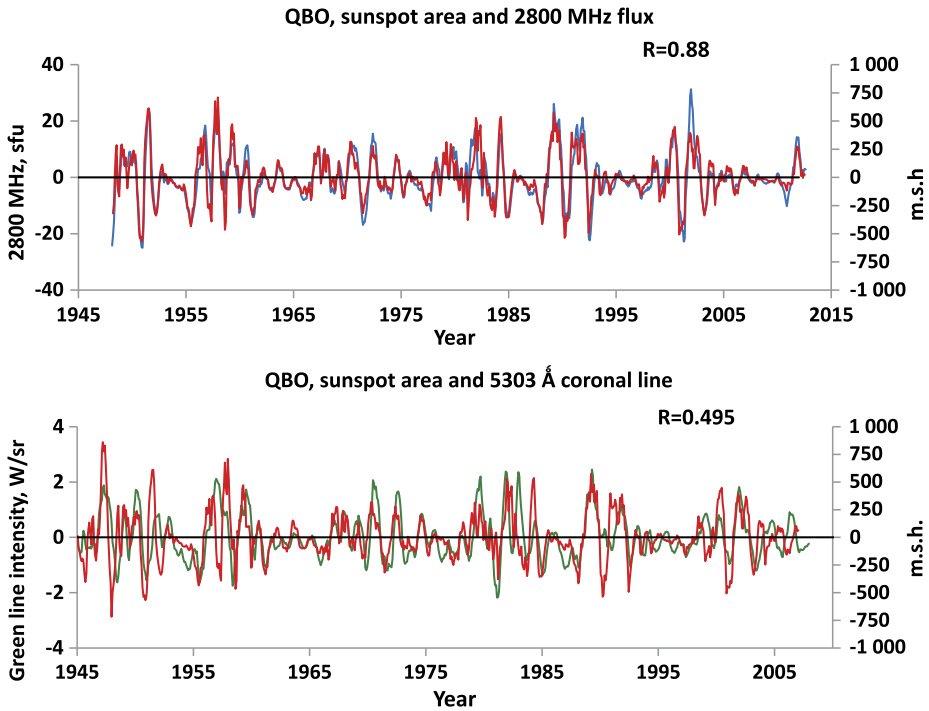 QBO, sunspot area and 2800 MHz flux
R=0.88
40 1 000
750
20 500
250
0 0
-250
-20 -500
-750
-40 -1 000
2800 MHz, sfu
m.s.h
1945 1955 1965 1975 1985 1995 2005 2015
Year
QBO, sunspot area and 5303 Ǻ coronal line
R=0.495
4 1 000
750
2 500
250
0 0
-250
-2 -500
-750
-4 -1 000
Green line intensity, W/sr
m.s.h.
1945 1955 1965 1975 1985 1995 2005
Year